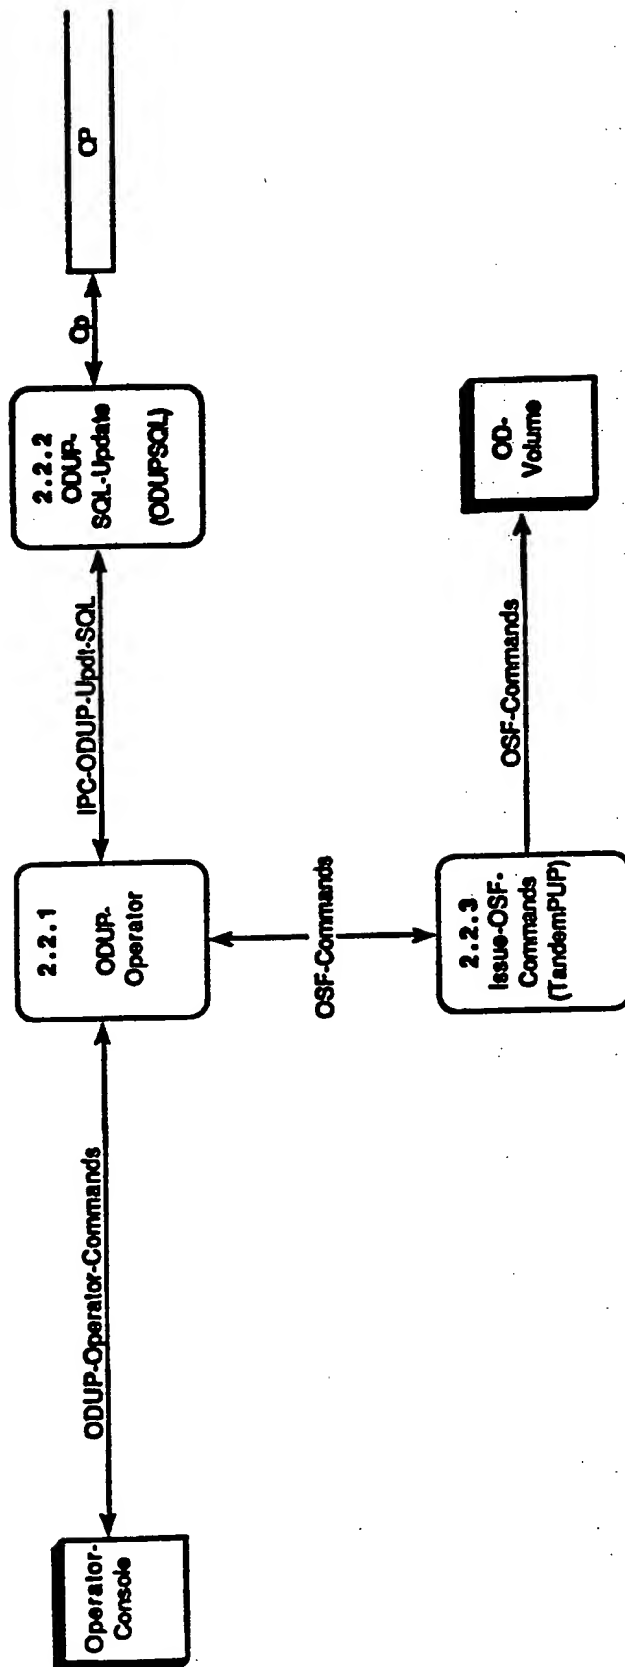 Operator-
Console
ODUP-Operator-Commands
2.2.1
ODUP-
Operator
IPC-ODUP-Updt-SQL
2.2.2
ODUP-
SQL-Update
(ODUPSQL)
Cp
CP
OSF-Commands
2.2.3
Issue-OSF-
Commands
(TandemPUP)
OSF-Commands
OD-
Volume